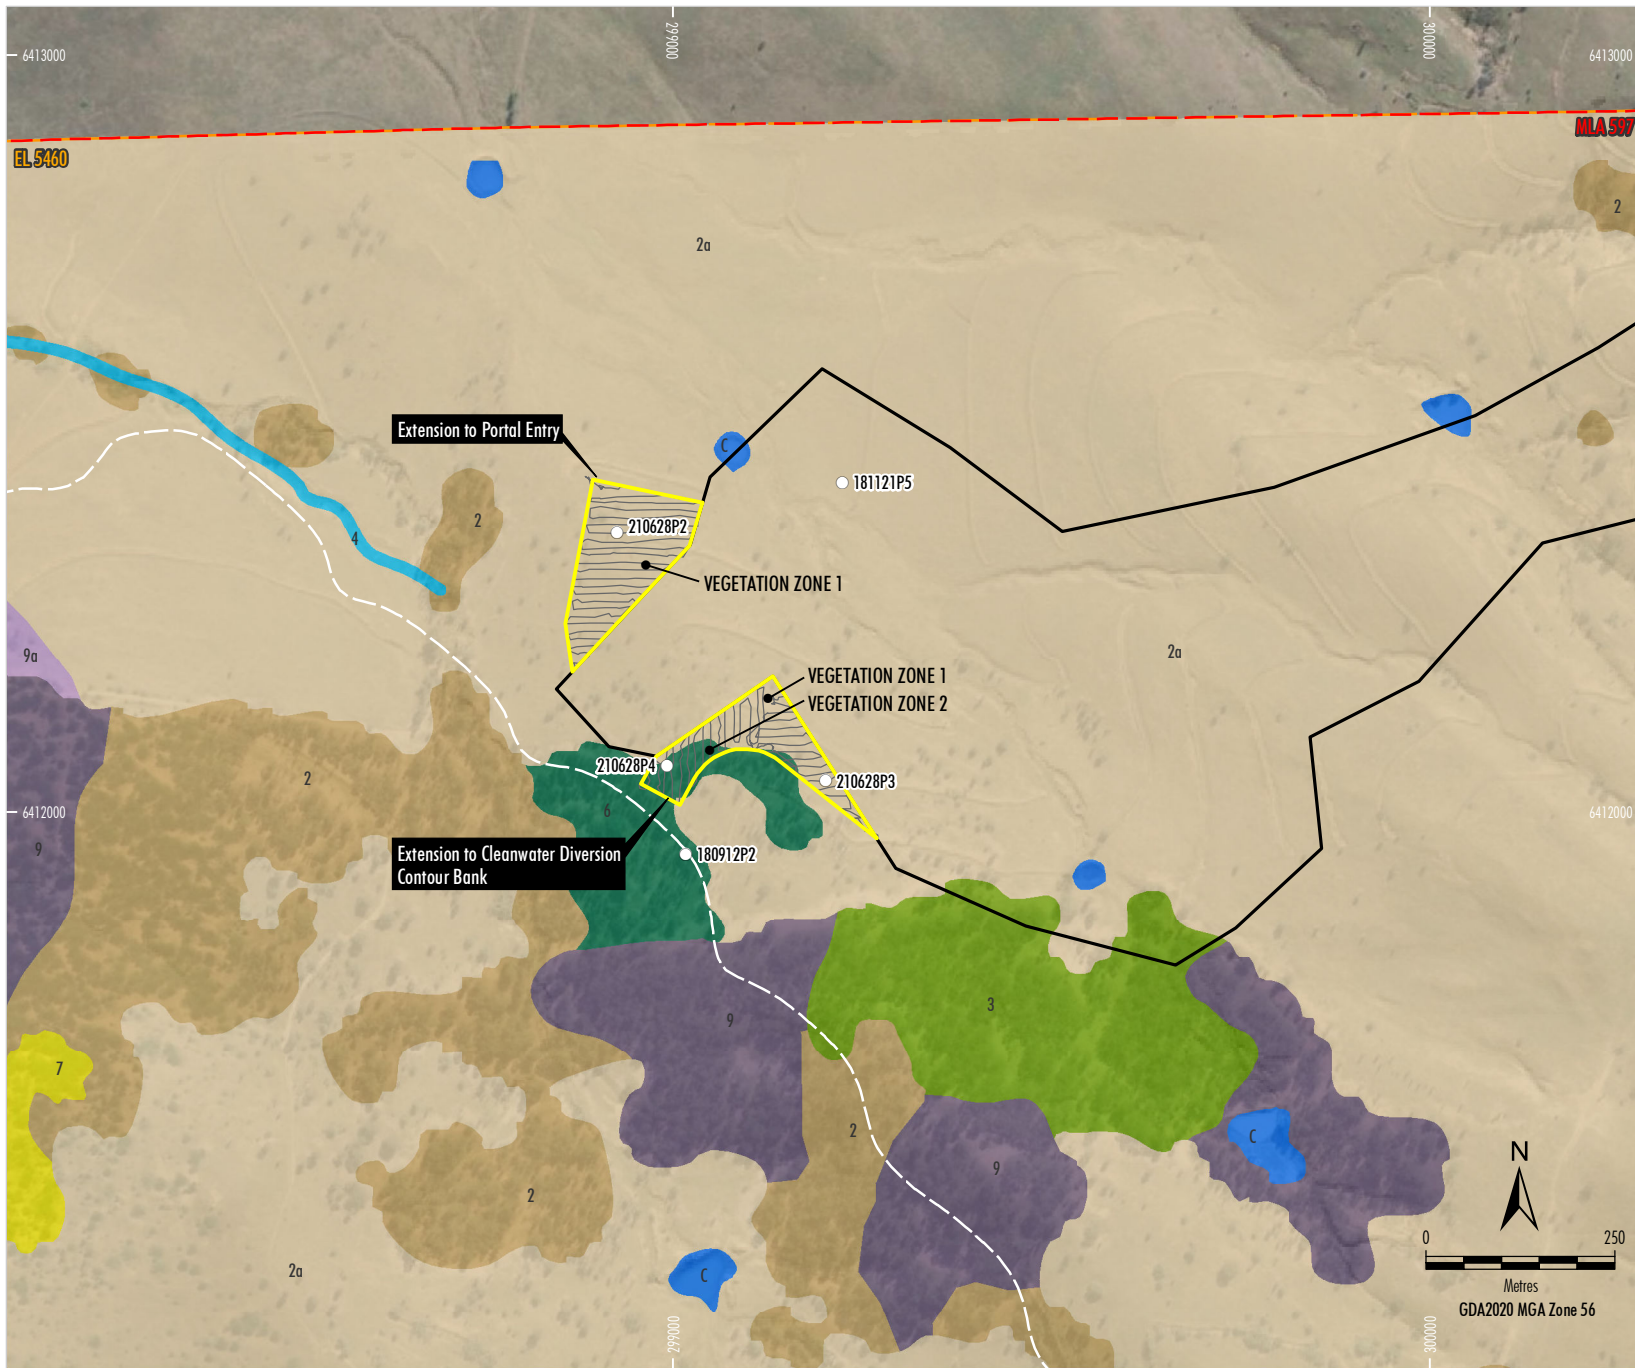 299000
300000
6413000
6413000
MLA 597
EL 5460
2
2a
Extension to Portal Entry
C
181121P5
2
210628P2
4
VEGETATION ZONE 1
9a
2a
VEGETATION ZONE 1
VEGETATION ZONE 2
210628P4
2
210628P3
6
6412000
6412000
9
Extension to Cleanwater Diversion
Contour Bank
180912P2
3
9
7
2
C
9
2
N
0
250
2a
C
Metres
GDA2020 MGA Zone 56
299000
300000